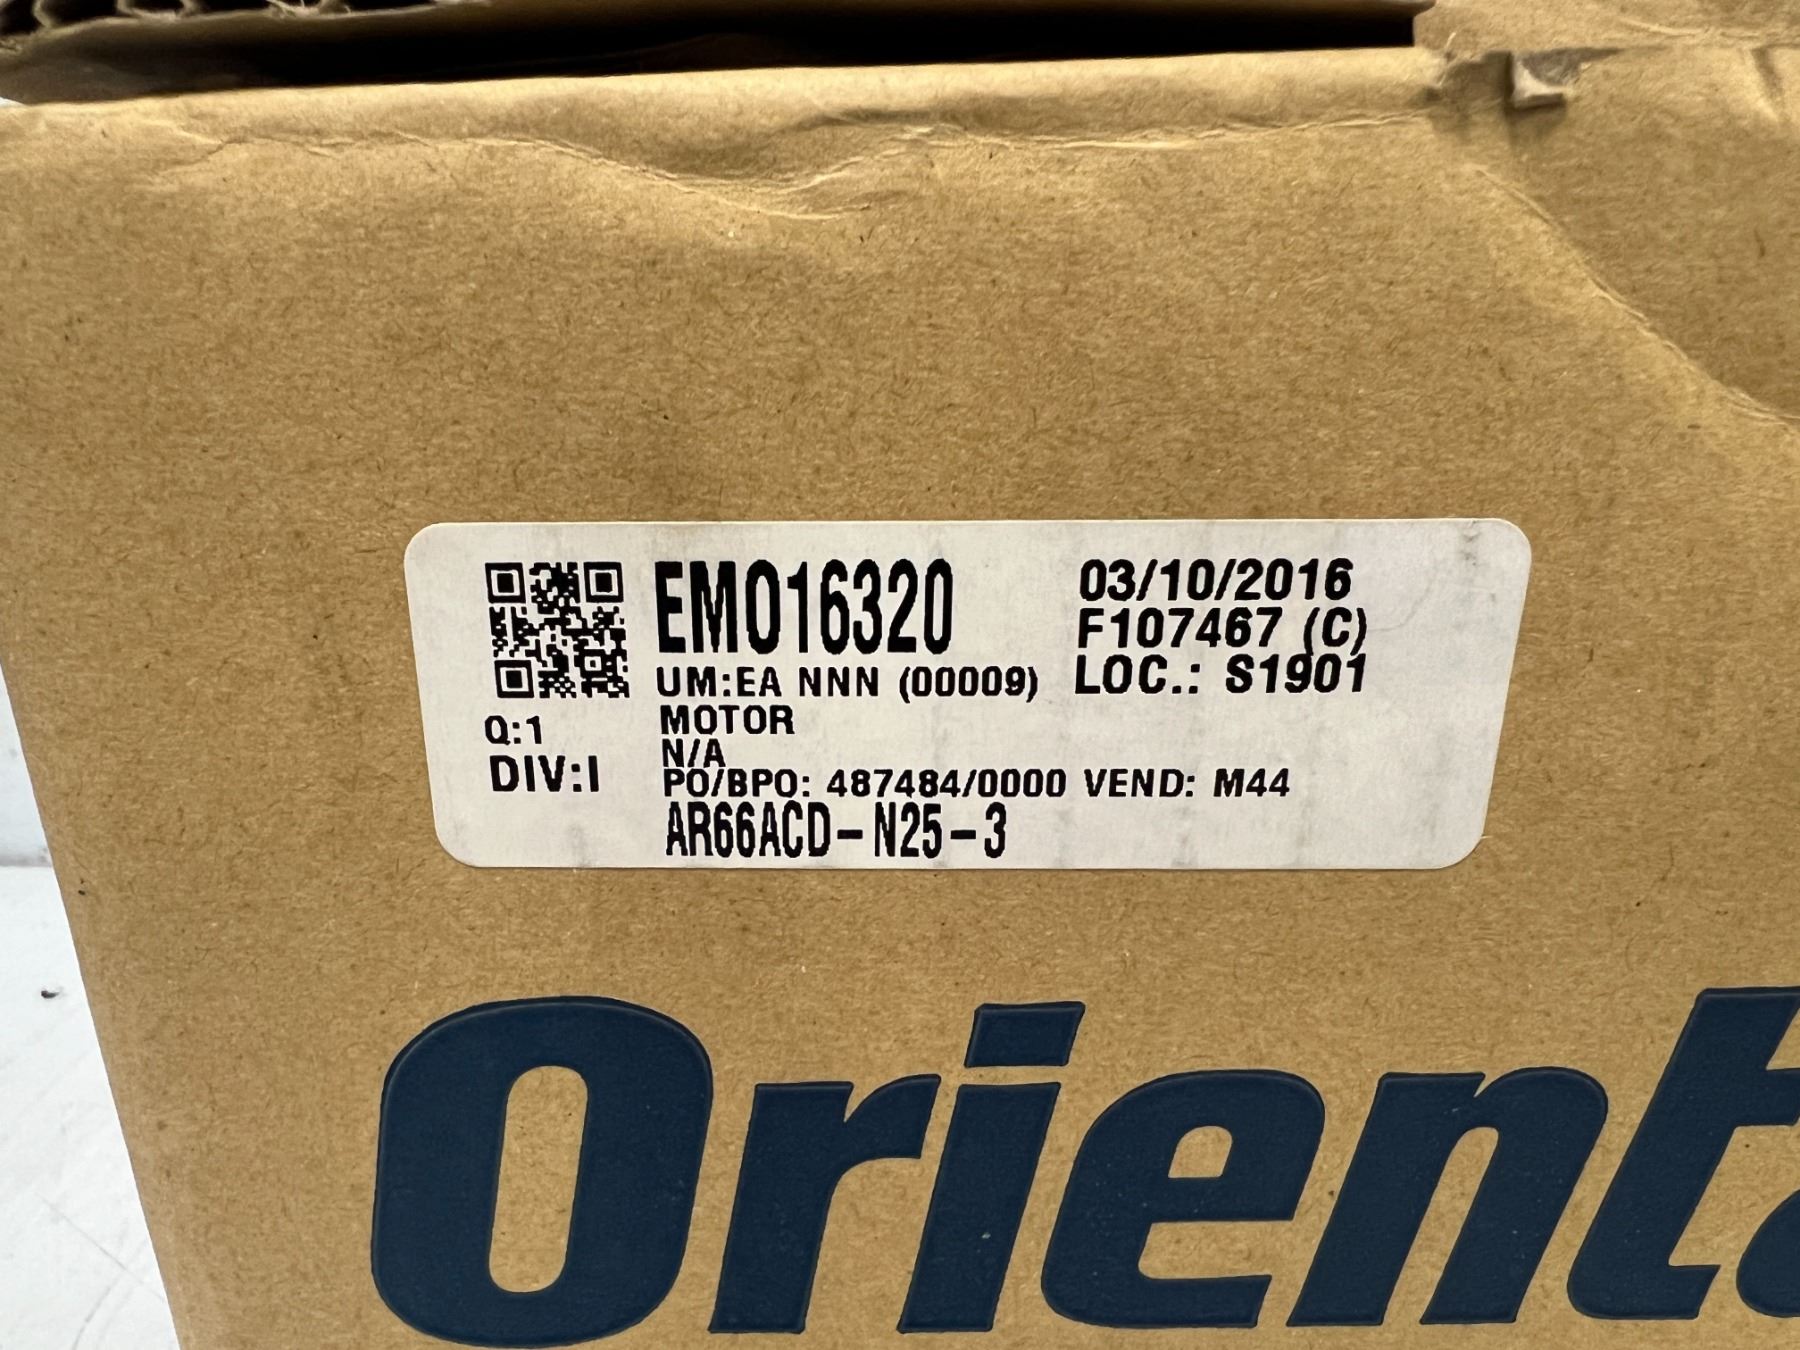 EM016320
03/10/2016
F107467 (C)
UM:EA NNN (00009)
LOC.: S1901
Q:1
MOTOR
N/A
DIV:I
PO/BPO: 487484/0000 VEND: M44
AR66ACD-N25-3
Orienta